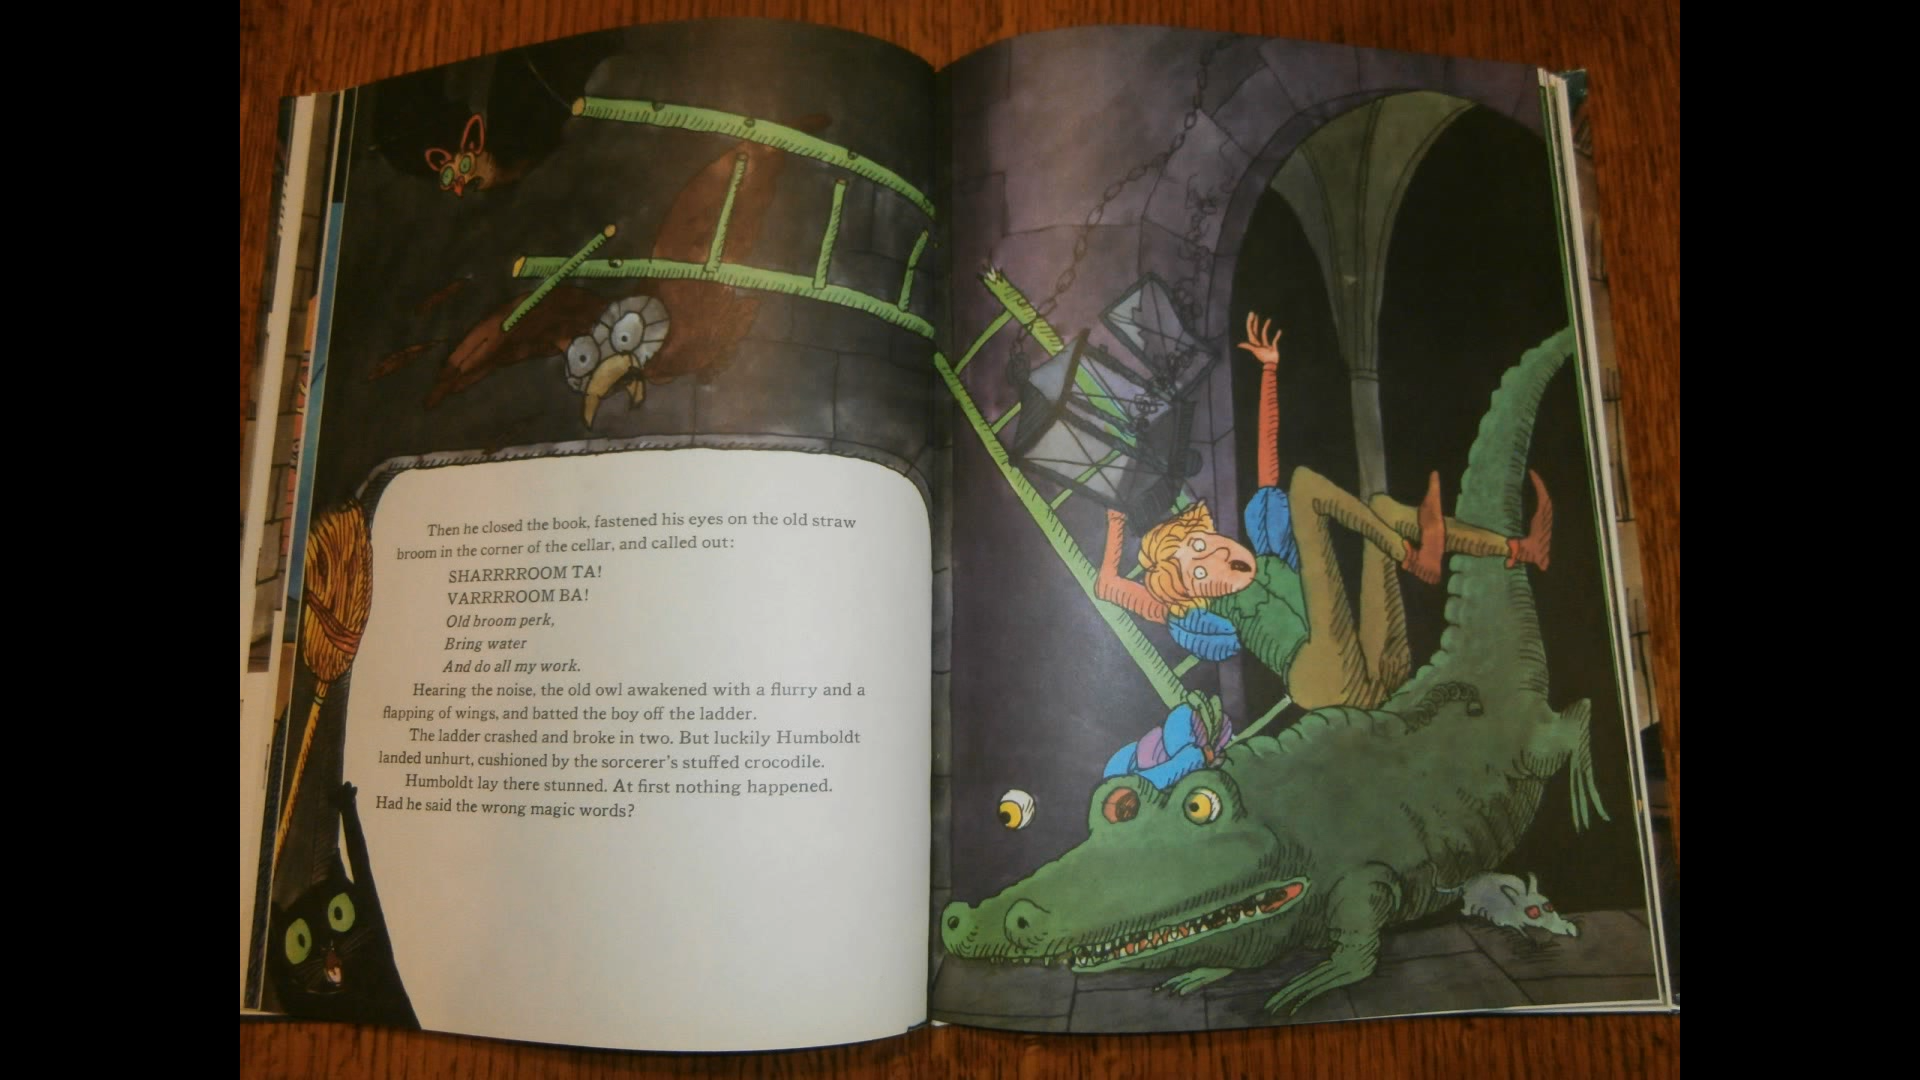 Then he closed the book, fastened his eyes on the old straw
broom in the corner of the cellar, and called out:
SHARRRROOM TA!
VARRRROOM BA!
Old broom perk,
Bring water
And do all my work.
Hearing the noise, the old owl awakened with a flurry and a
flapping of wings, and batted the boy off the ladder.
The ladder crashed and broke in two. But luckily Humboldt
landed unhurt, cushioned by the sorcerer's stuffed crocodile.
Humboldt lay there stunned. At first nothing happened.
Had he said the wrong magic words?